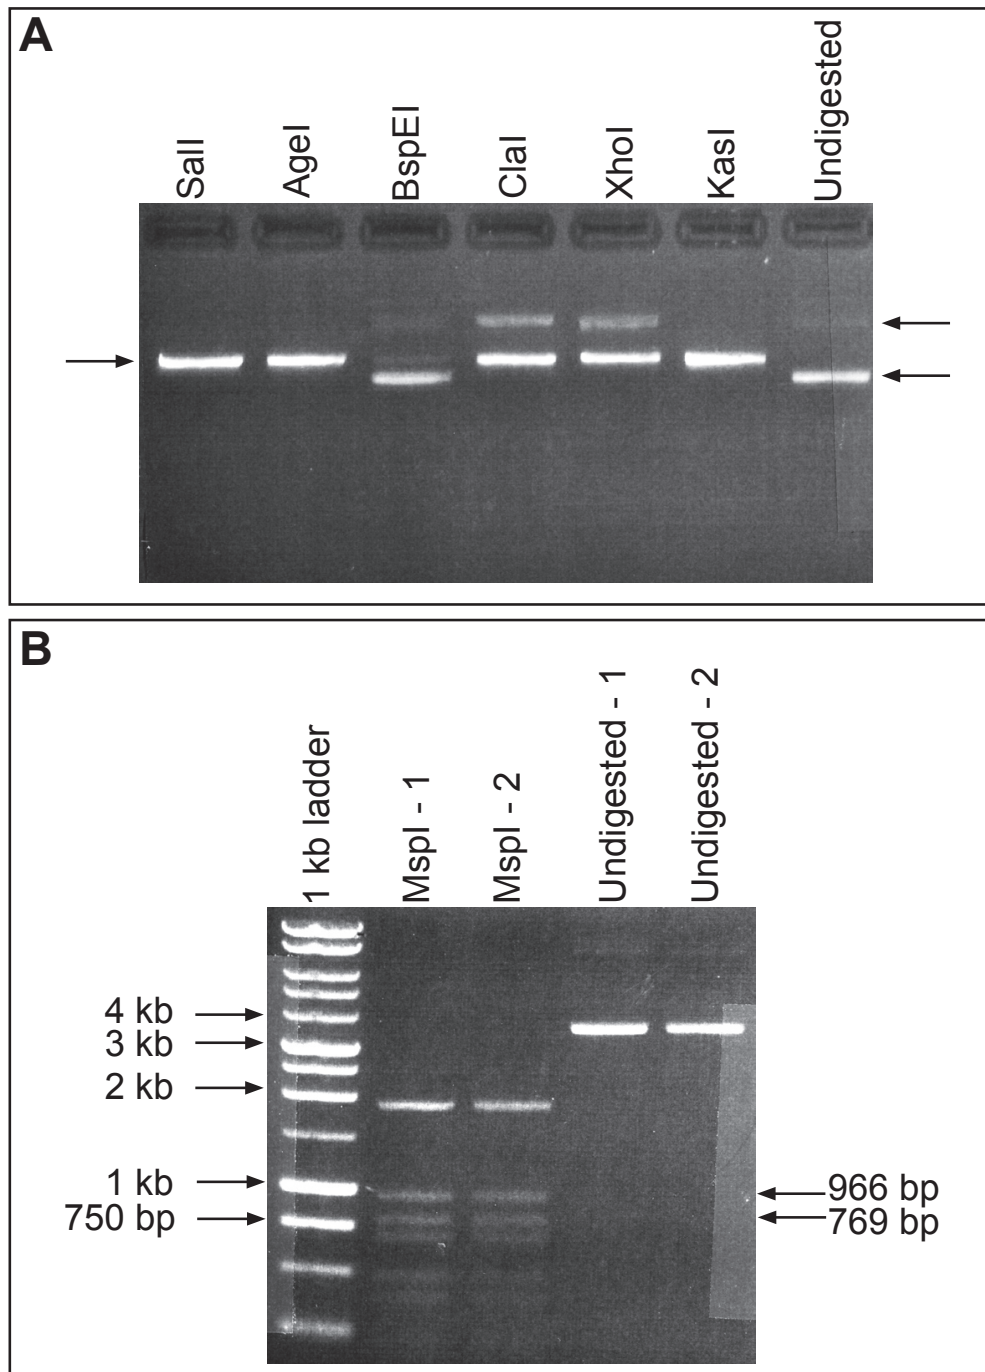 A
SalI
AgeI
BspEI
ClaI
XhoI
KasI
Undigested
B
1 kb ladder
MspI - 1
MspI - 2
Undigested - 1
Undigested - 2
4 kb
3 kb
2 kb
1 kb
750 bp
966 bp
769 bp